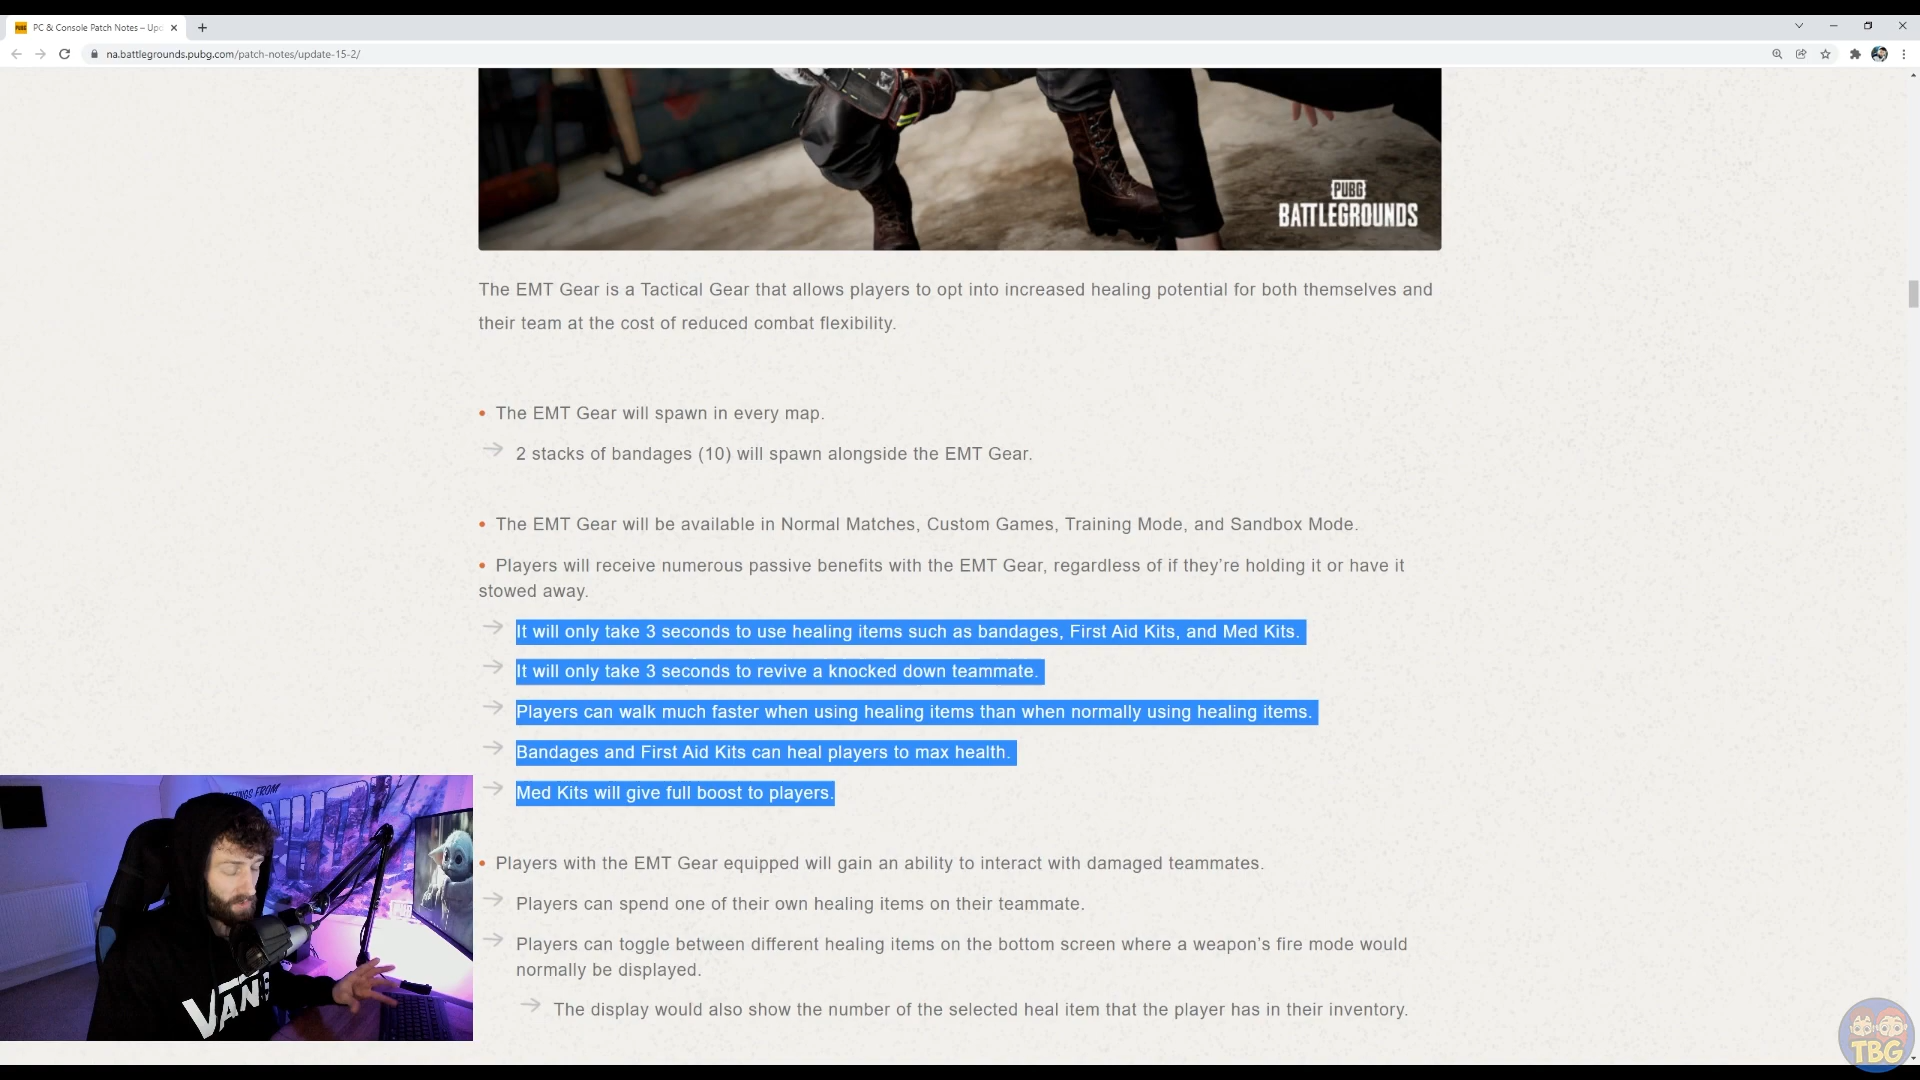 PC & Console Patch Notes – Upd
na.battlegrounds.pubg.com/patch-notes/update-15-2/
PUBG
BATTLEGROUNDS
The EMT Gear is a Tactical Gear that allows players to opt into increased healing potential for both themselves and
their team at the cost of reduced combat flexibility.
• The EMT Gear will spawn in every map.
2 stacks of bandages (10) will spawn alongside the EMT Gear.
• The EMT Gear will be available in Normal Matches, Custom Games, Training Mode, and Sandbox Mode.
• Players will receive numerous passive benefits with the EMT Gear, regardless of if they’re holding it or have it
stowed away.
It will only take 3 seconds to use healing items such as bandages, First Aid Kits, and Med Kits.
It will only take 3 seconds to revive a knocked down teammate.
Players can walk much faster when using healing items than when normally using healing items.
Bandages and First Aid Kits can heal players to max health.
Med Kits will give full boost to players.
• Players with the EMT Gear equipped will gain an ability to interact with damaged teammates.
Players can spend one of their own healing items on their teammate.
Players can toggle between different healing items on the bottom screen where a weapon’s fire mode would
normally be displayed.
The display would also show the number of the selected heal item that the player has in their inventory.
FROM
VANS
TBG